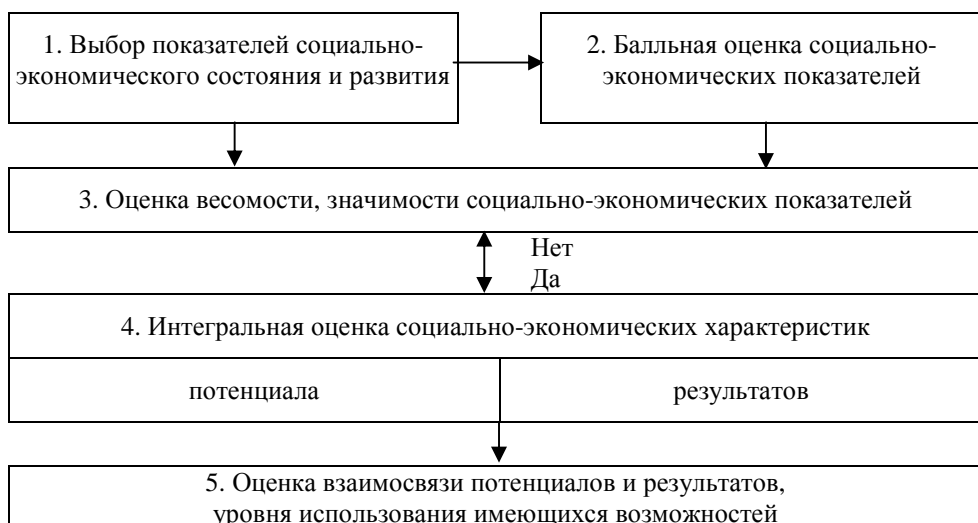 1. Выбор показателей социально-
экономического состояния и развития
2. Балльная оценка социально-
экономических показателей
3. Оценка весомости, значимости социально-экономических показателей
Нет
Да
4. Интегральная оценка социально-экономических характеристик
потенциала
результатов
5. Оценка взаимосвязи потенциалов и результатов,
уровня использования имеющихся возможностей